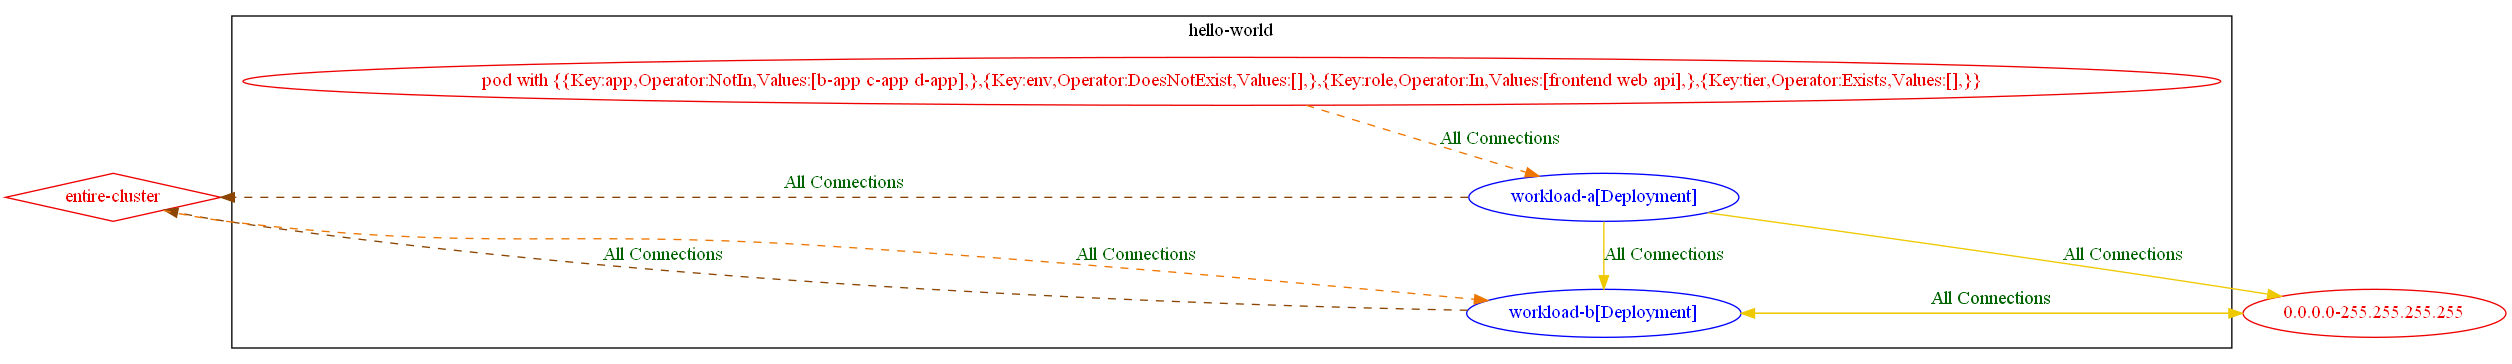 hello-world
pod with {{Key:app,Operator:NotIn,Values:[b-app c-app d-app],},{Key:env,Operator:DoesNotExist,Values:[],},{Key:role,Operator:In,Values:[frontend web api],},{Key:tier,Operator:Exists,Values:[],}}
All Connections
All Connections
entire-cluster
workload-a[Deployment]
All Connections
All Connections
All Connections
All Connections
All Connections
workload-b[Deployment]
0.0.0.0-255.255.255.255